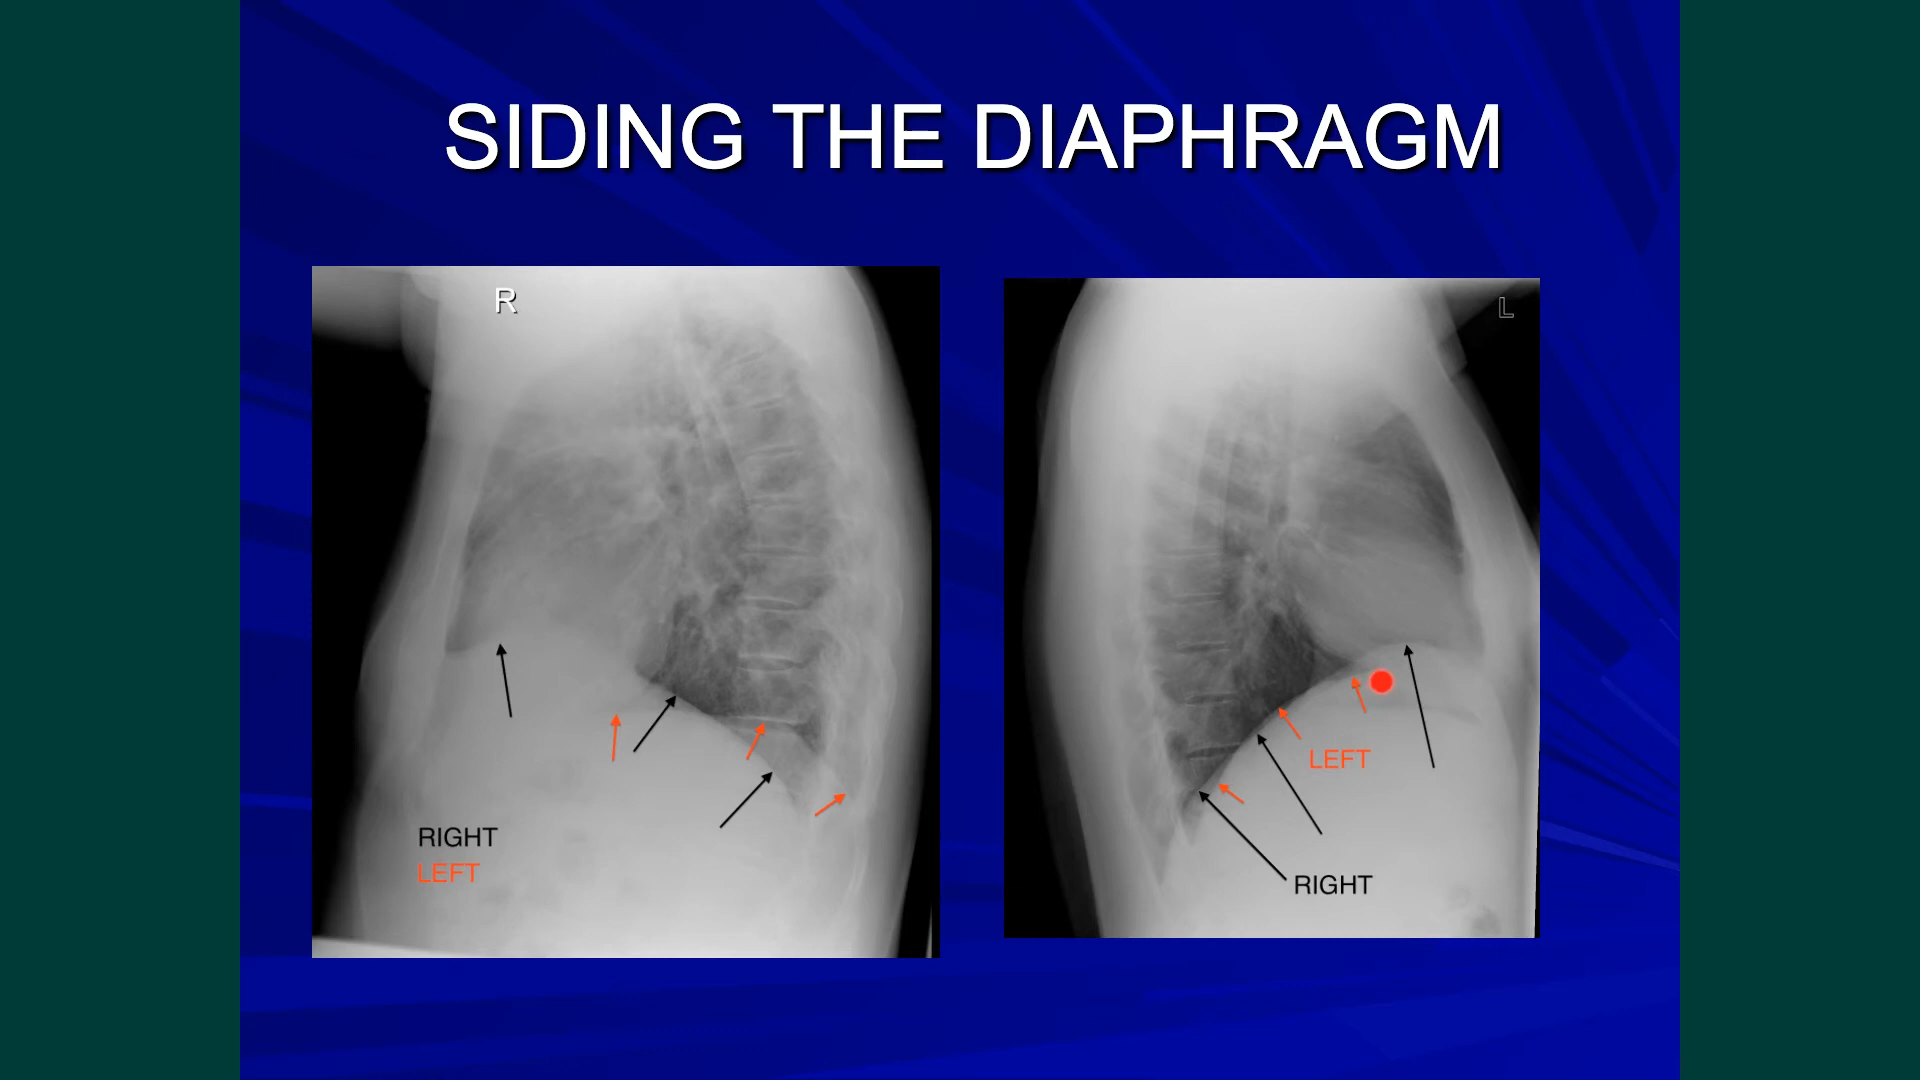 SIDING THE DIAPHRAGM
R
RIGHT
LEFT
L
LEFT
RIGHT